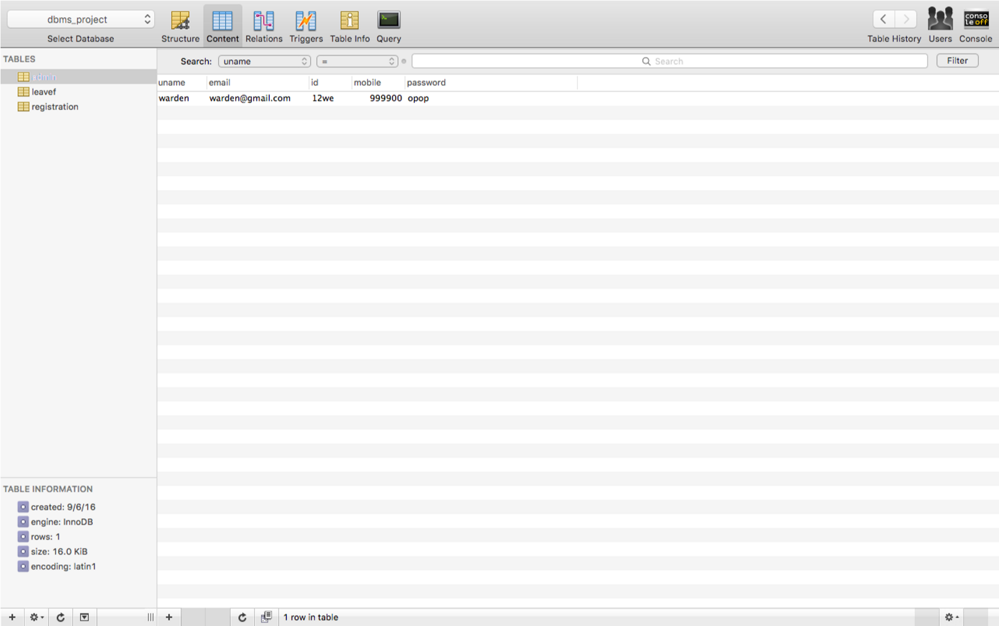 dbms_project
Select Database
Structure Content Relations Triggers Table Info Query
Table History Users Console
conso
le off
TABLES
admin
leavef
registration
Search: uname = Search Filter
uname email id mobile password
warden warden@gmail.com 12we 999900 opop
TABLE INFORMATION
created: 9/6/16
engine: InnoDB
rows: 1
size: 16.0 KiB
encoding: latin1
1 row in table